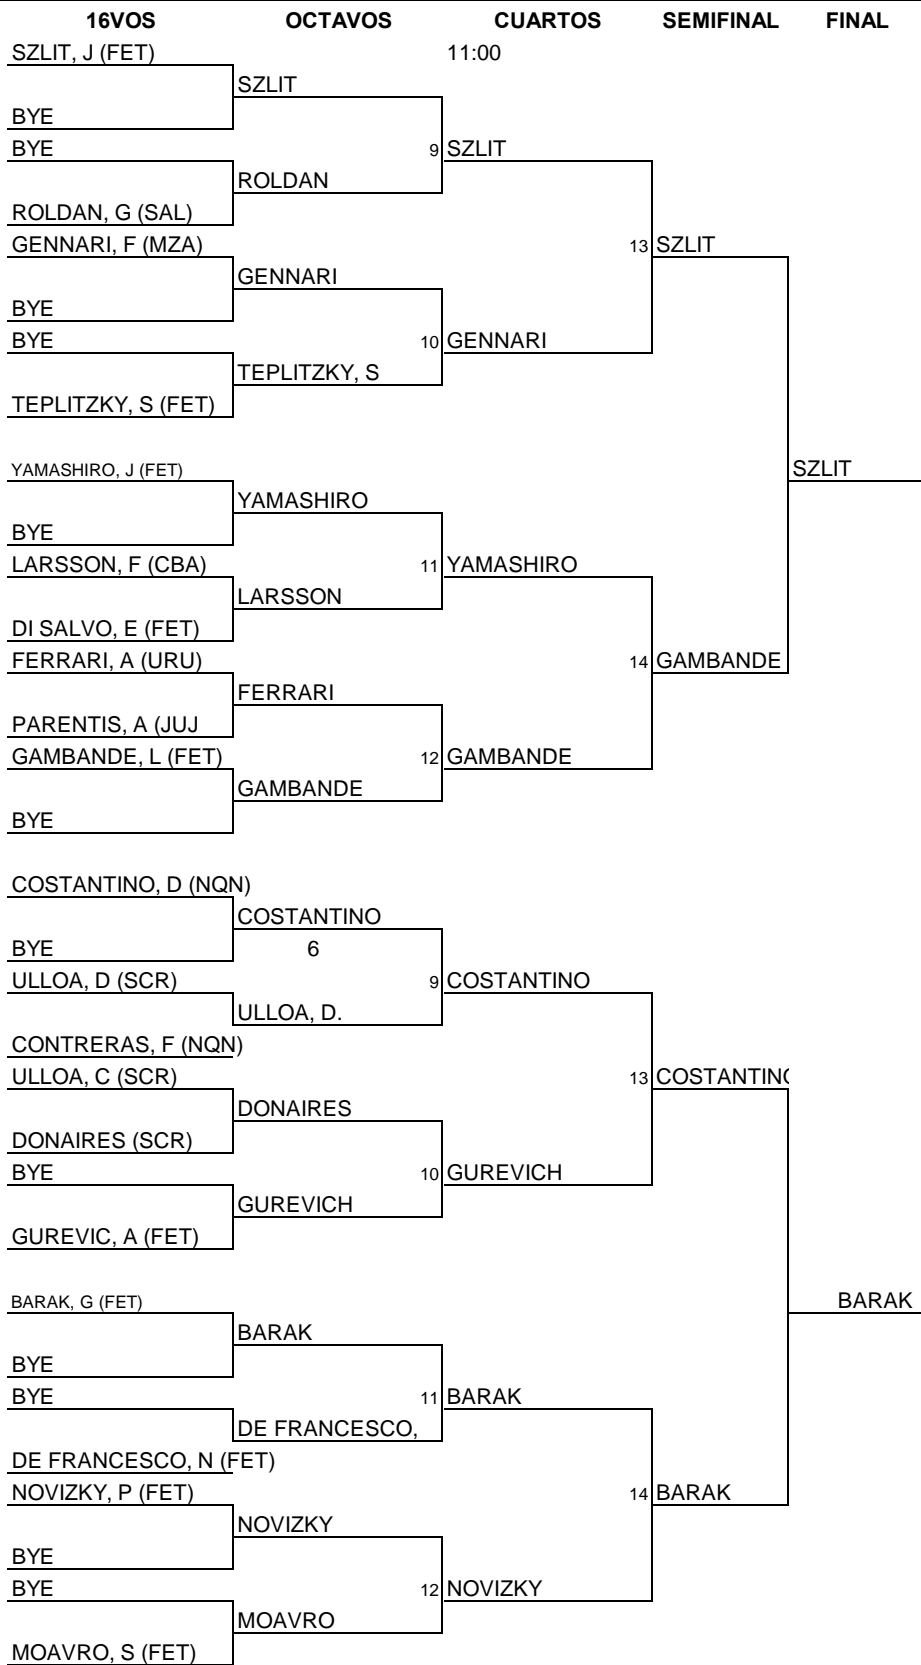 16VOS OCTAVOS CUARTOS SEMIFINAL FINAL
SZLIT, J (FET) 11:00
SZLIT
BYE
BYE 9 SZLIT
ROLDAN
ROLDAN, G (SAL)
GENNARI, F (MZA) 13 SZLIT
GENNARI
BYE
BYE 10 GENNARI
TEPLITZKY, S
TEPLITZKY, S (FET)
YAMASHIRO, J (FET) SZLIT
YAMASHIRO
BYE
LARSSON, F (CBA) 11 YAMASHIRO
LARSSON
DI SALVO, E (FET)
FERRARI, A (URU) 14 GAMBANDE
FERRARI
PARENTIS, A (JUJ
GAMBANDE, L (FET) 12 GAMBANDE
GAMBANDE
BYE
COSTANTINO, D (NQN)
COSTANTINO
BYE 6
ULLOA, D (SCR) 9 COSTANTINO
ULLOA, D.
CONTRERAS, F (NQN)
ULLOA, C (SCR) 13 COSTANTINO
DONAIRES
DONAIRES (SCR)
BYE 10 GUREVICH
GUREVICH
GUREVIC, A (FET)
BARAK, G (FET) BARAK
BARAK
BYE
BYE 11 BARAK
DE FRANCESCO,
DE FRANCESCO, N (FET)
NOVIZKY, P (FET) 14 BARAK
NOVIZKY
BYE
BYE 12 NOVIZKY
MOAVRO
MOAVRO, S (FET)